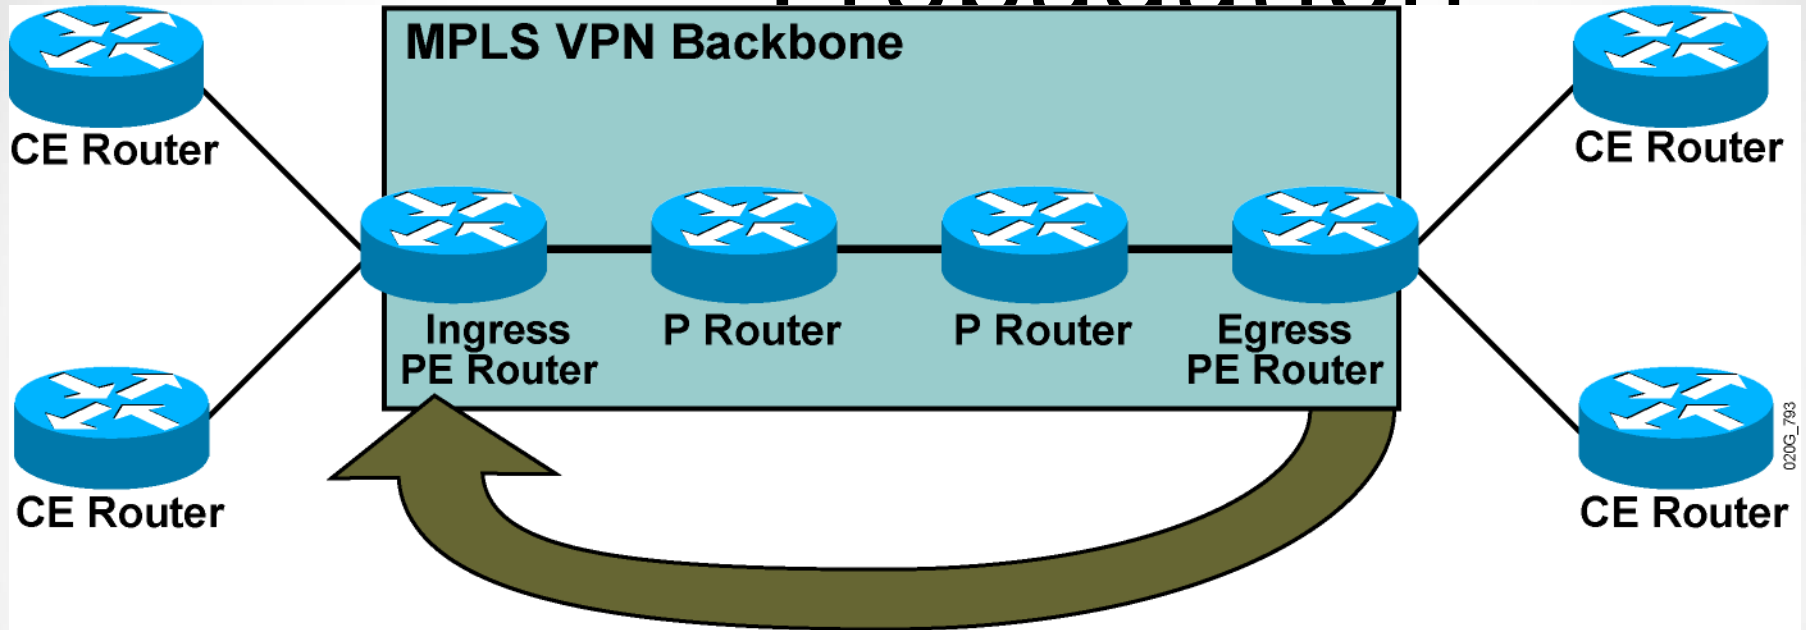 MPLS VPN Backbone
CE Router
CE Router
Ingress
PE Router
P Router
P Router
Egress
PE Router
CE Router
CE Router
020G_793